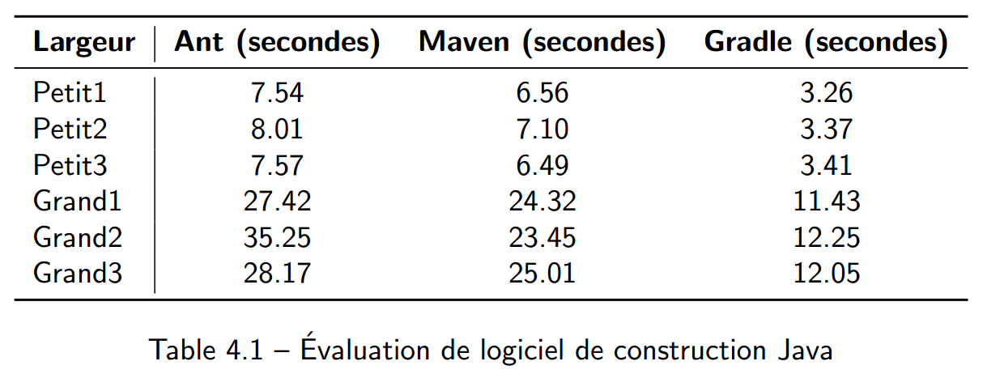 Largeur Ant (secondes) Maven (secondes) Gradle (secondes)
Petit1 7.54 6.56 3.26
Petit2 8.01 7.10 3.37
Petit3 7.57 6.49 3.41
Grand1 27.42 24.32 11.43
Grand2 35.25 23.45 12.25
Grand3 28.17 25.01 12.05
Table 4.1 – Évaluation de logiciel de construction Java